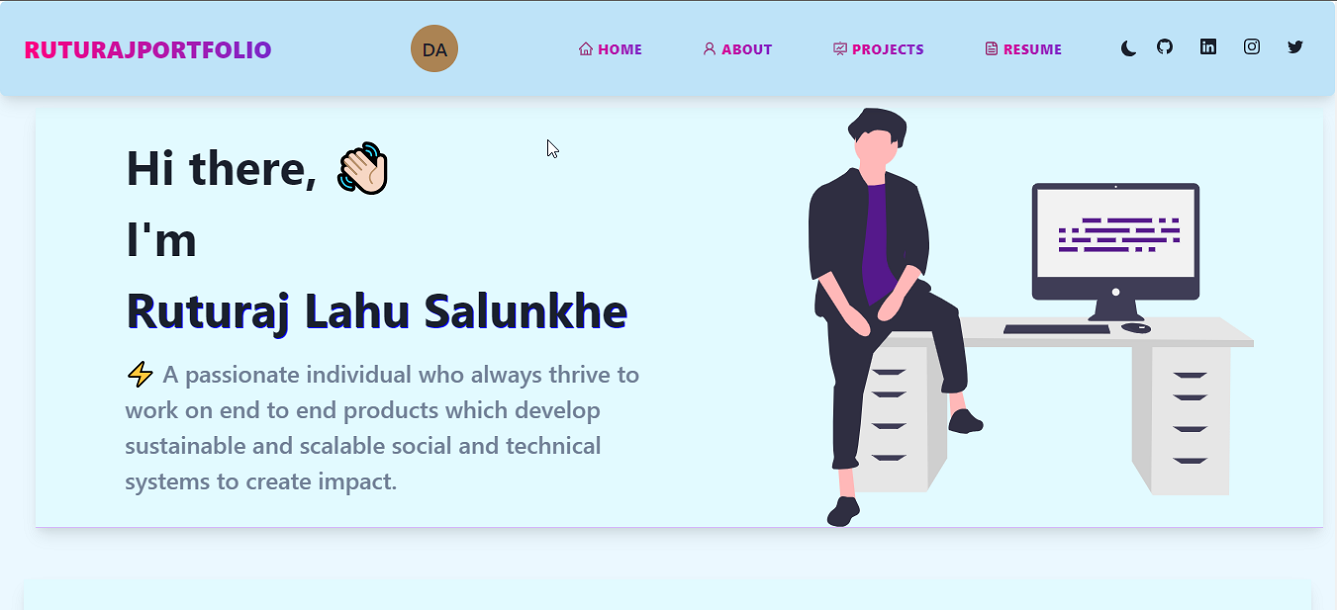 RUTURAJPORTFOLIO
DA
HOME
ABOUT
PROJECTS
RESUME
Hi there, 👋🏻
I'm
Ruturaj Lahu Salunkhe
⚡ A passionate individual who always thrive to
work on end to end products which develop
sustainable and scalable social and technical
systems to create impact.